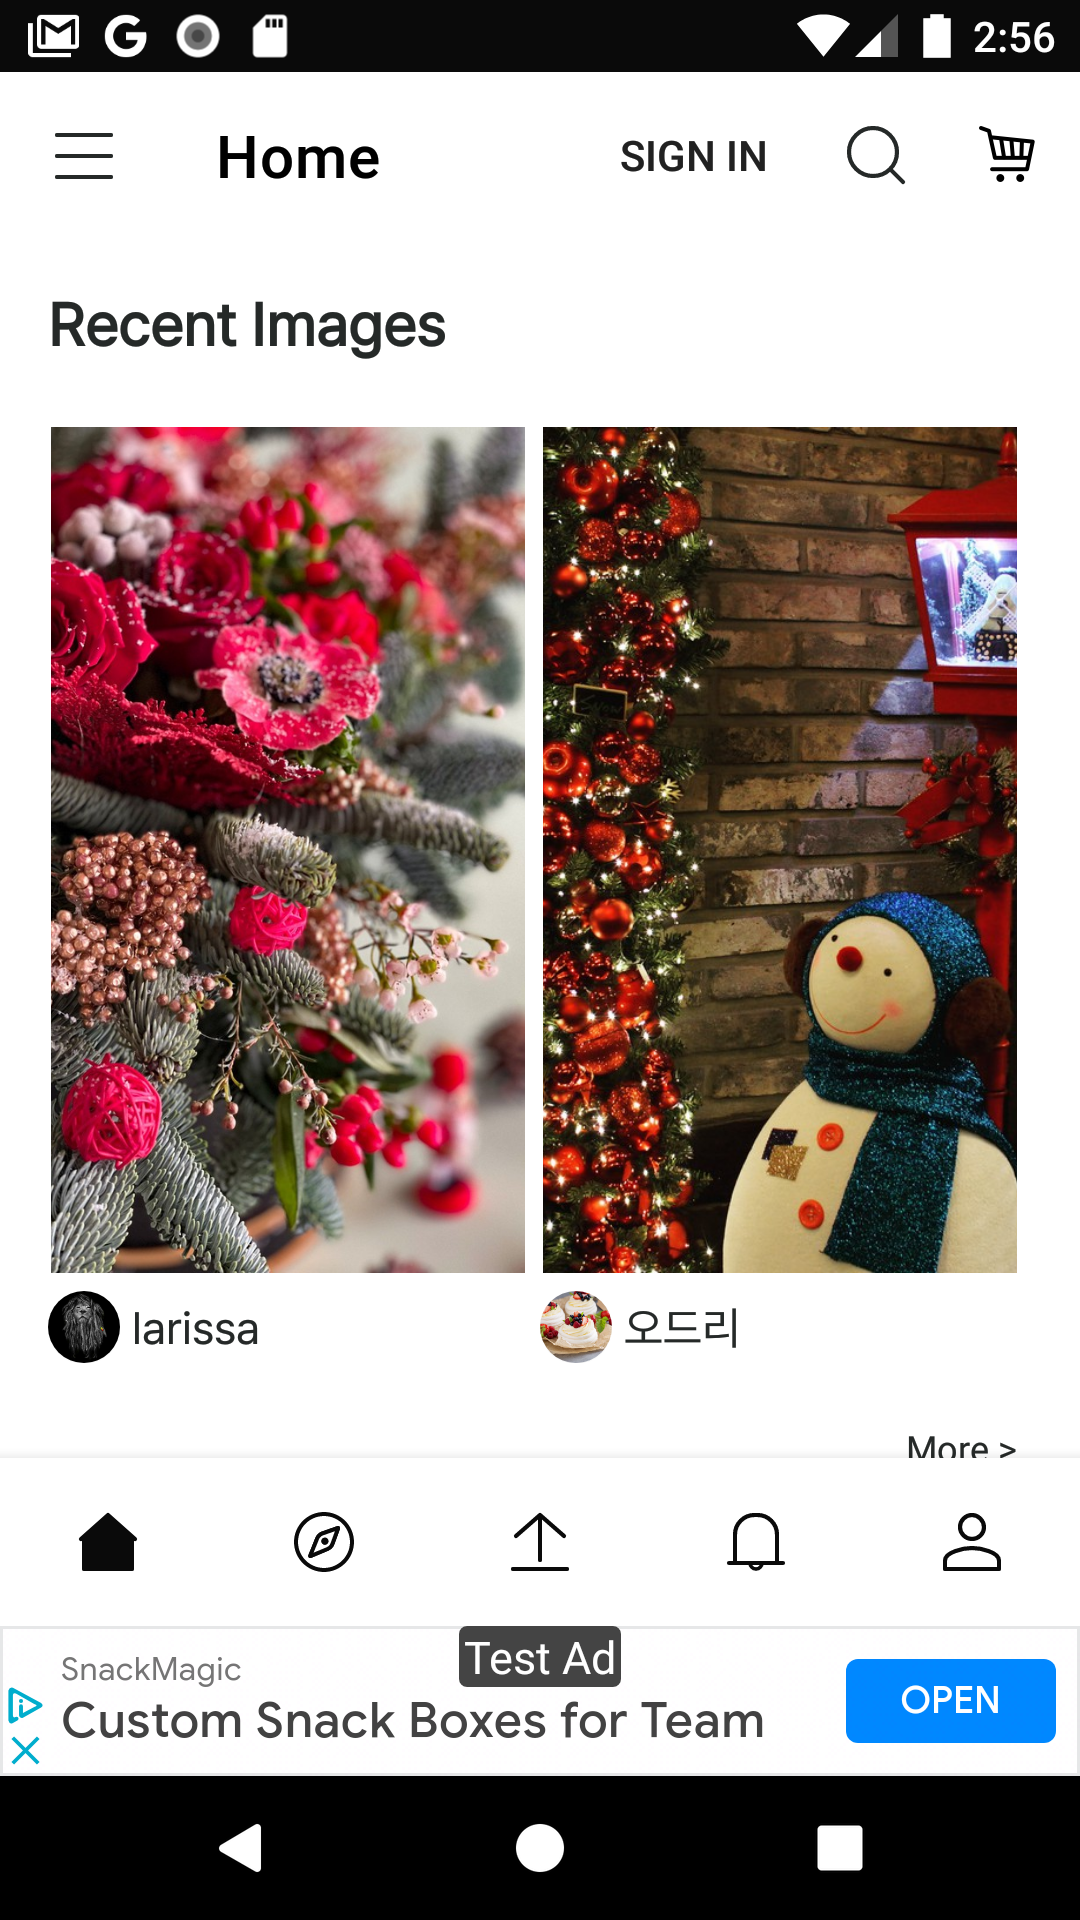 2:56
Home
SIGN IN
Recent Images
larissa
오드리
More >
Test Ad
SnackMagic
Custom Snack Boxes for Team
OPEN